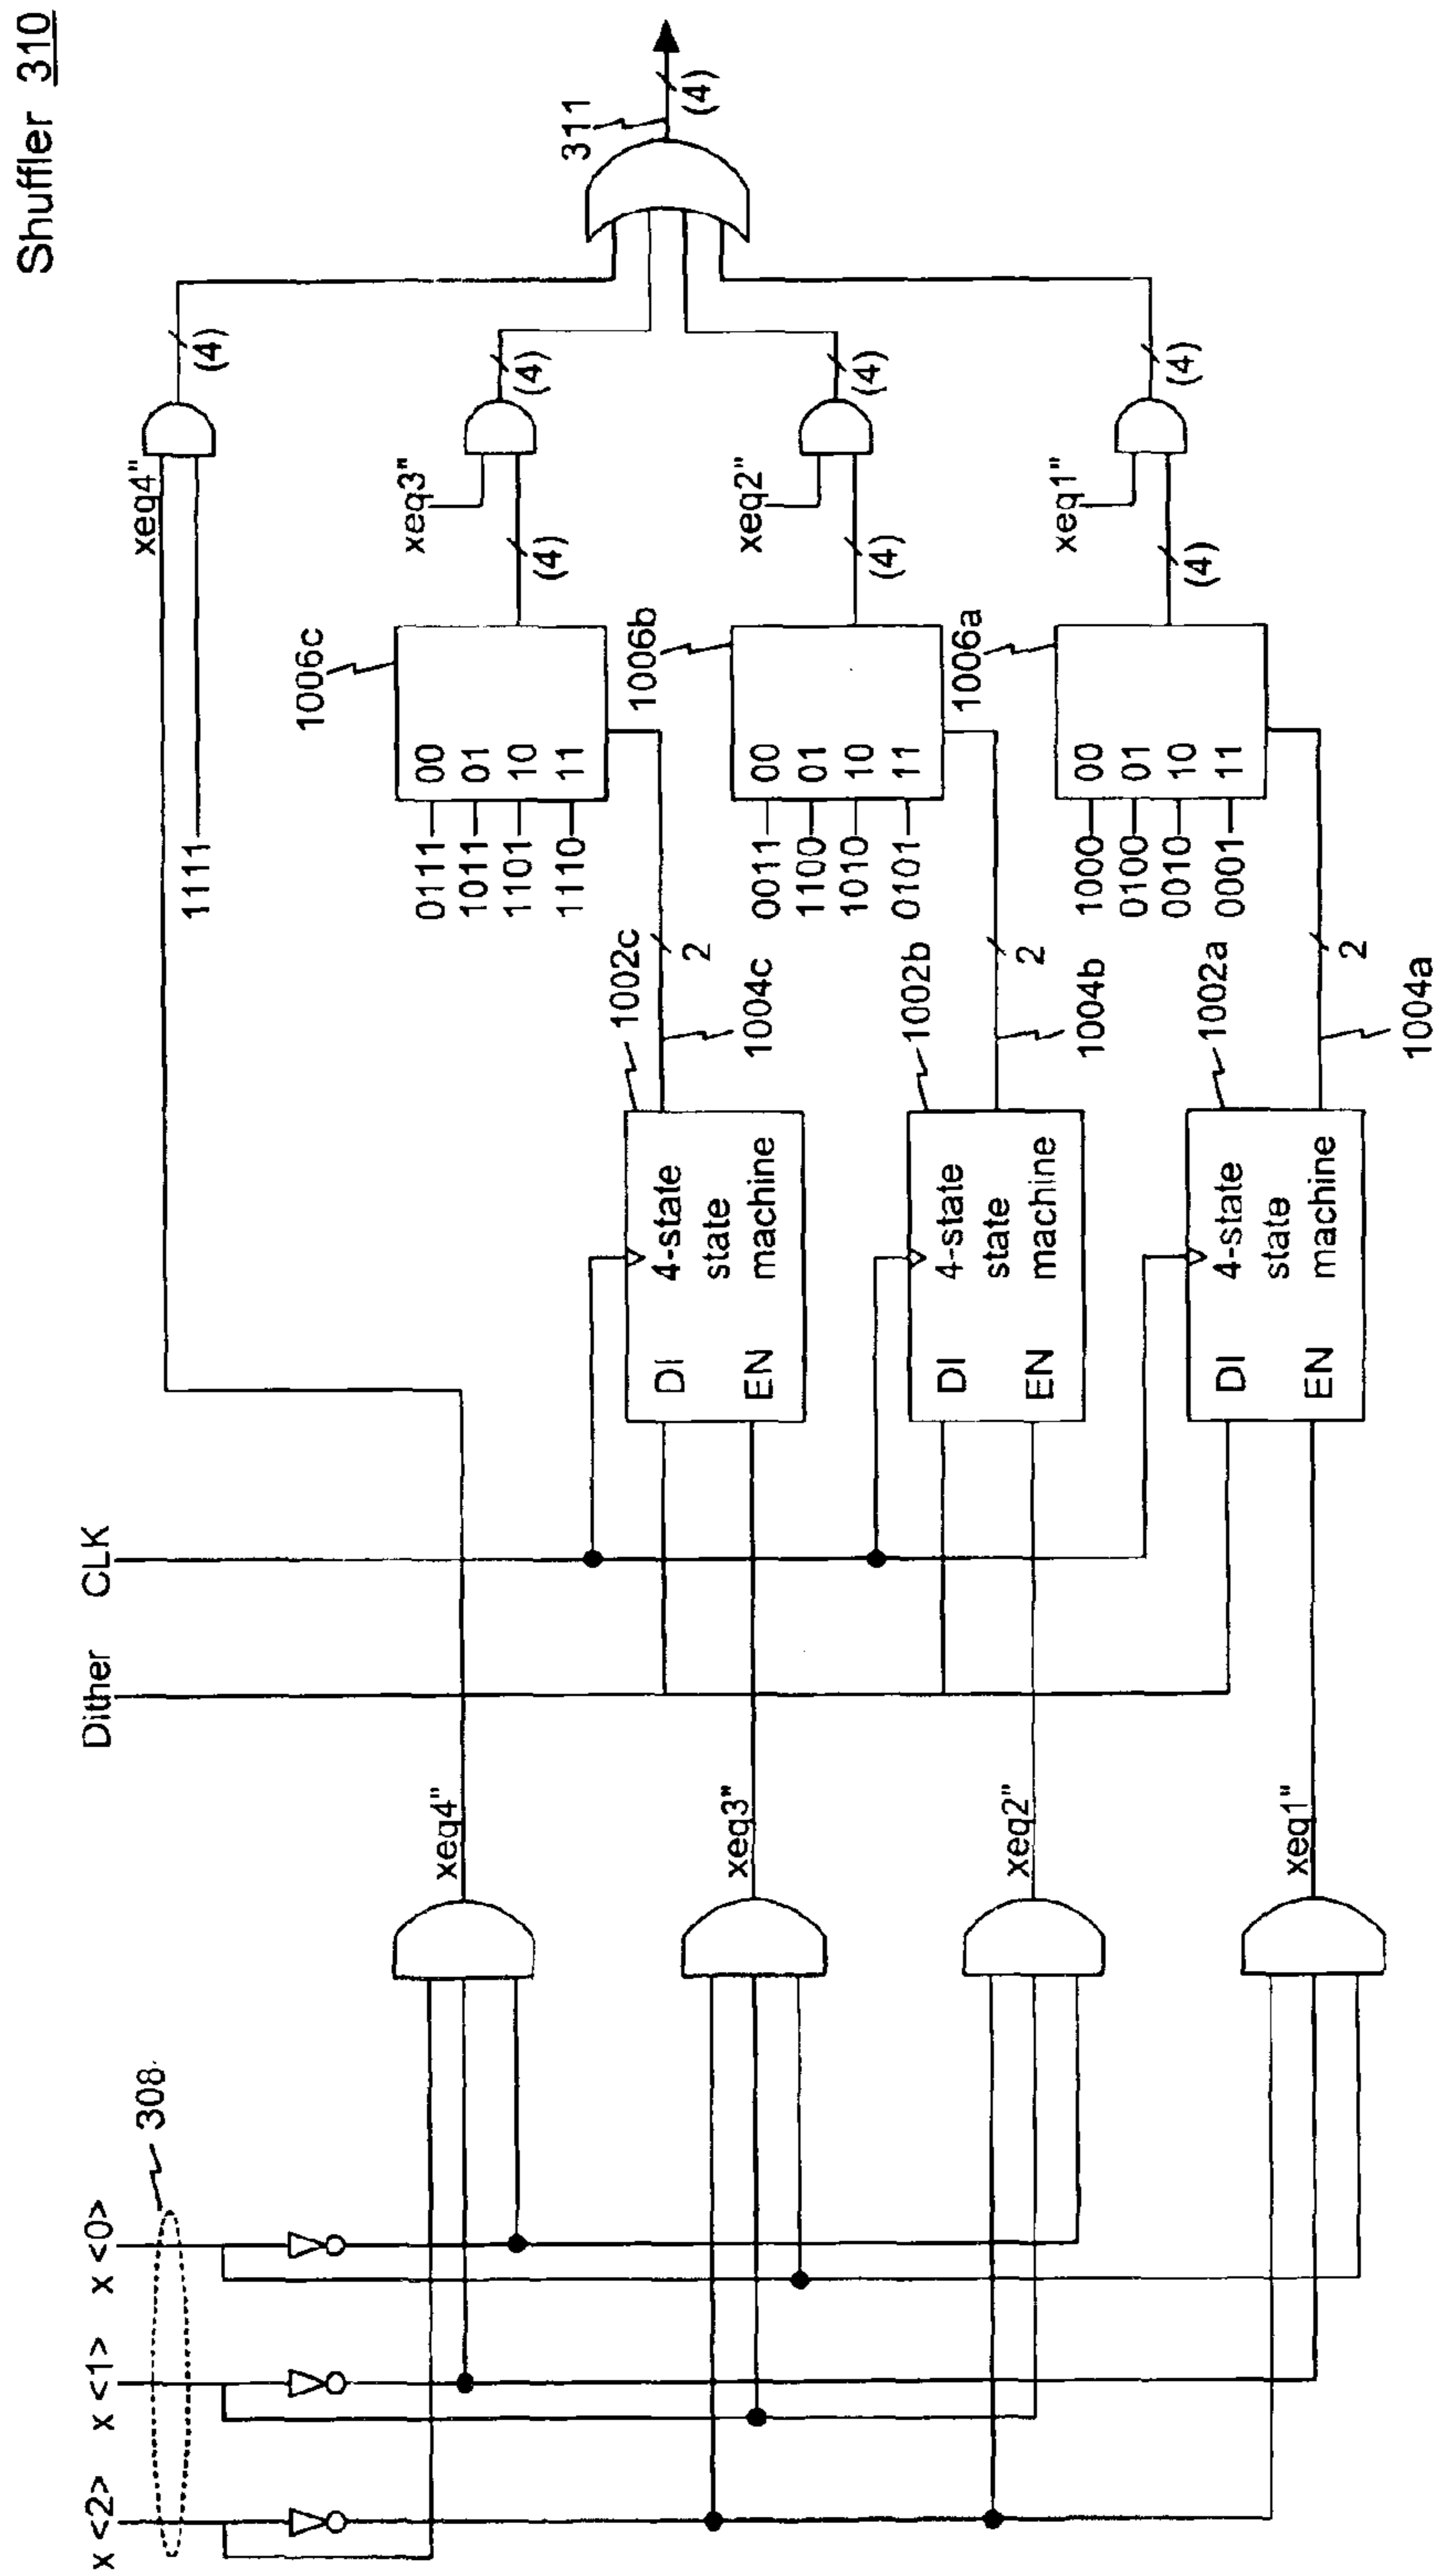 Shuffler 310
x <2>
x <1>
x <0>
308
Dither
CLK
xeq4"
xeq3"
xeq2"
xeq1"
DI
EN
4-state
state
machine
1002c
1004c
2
DI
EN
4-state
state
machine
1002b
1004b
2
DI
EN
4-state
state
machine
1002a
1004a
2
1111
xeq4"
(4)
0111
1011
1101
1110
00
01
10
11
1006c
(4)
xeq3"
(4)
0011
1100
1010
0101
00
01
10
11
1006b
(4)
xeq2"
(4)
1000
0100
0010
0001
00
01
10
11
1006a
(4)
xeq1"
(4)
311
(4)